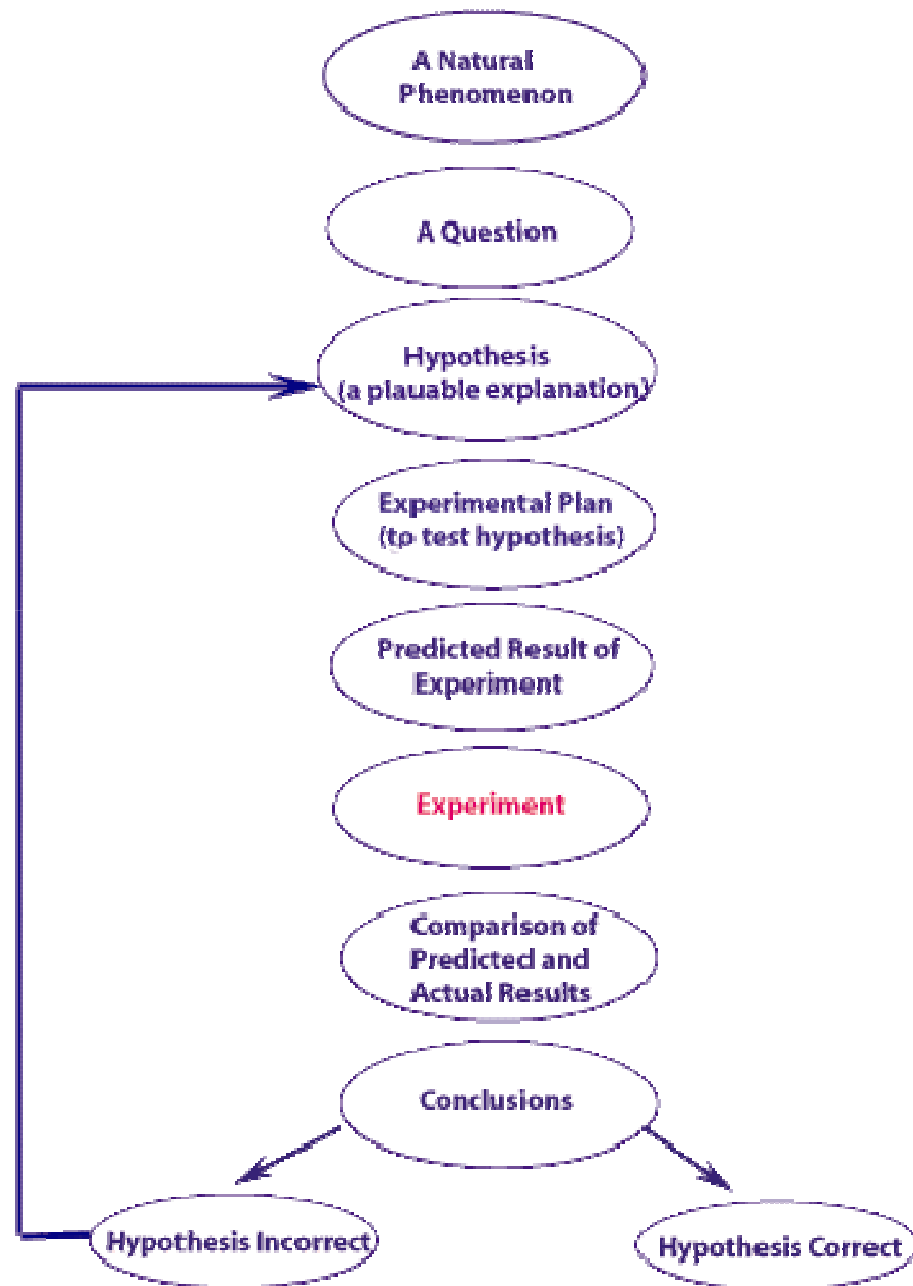 A Natural
Phenomenon
A Question
Hypothesis
(a plauable explanation)
Experimental Plan
(to test hypothesis)
Predicted Result of
Experiment
Experiment
Comparison of
Predicted and
Actual Results
Conclusions
Hypothesis Incorrect
Hypothesis Correct